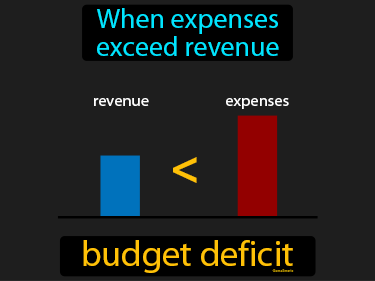 When expenses
exceed revenue
revenue expenses
<
budget deficit